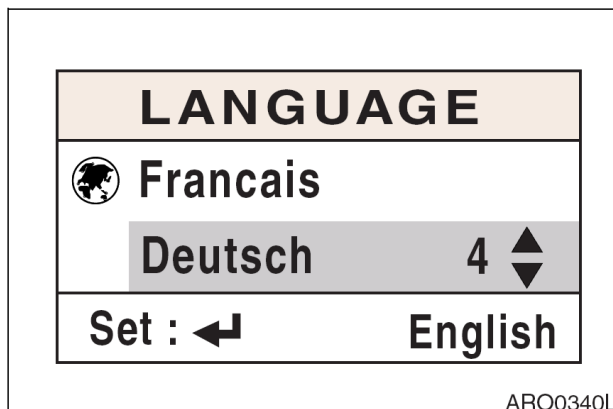 LANGUAGE
Francais
Deutsch 4
Set : English
ARO0340L